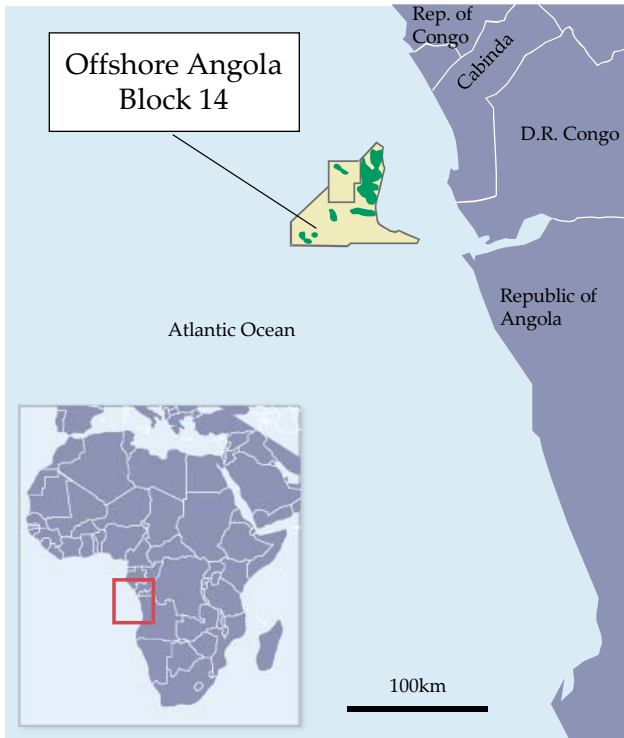 Rep. of
Congo
Cabinda
Offshore Angola
Block 14
D.R. Congo
Republic of
Angola
Atlantic Ocean
100km